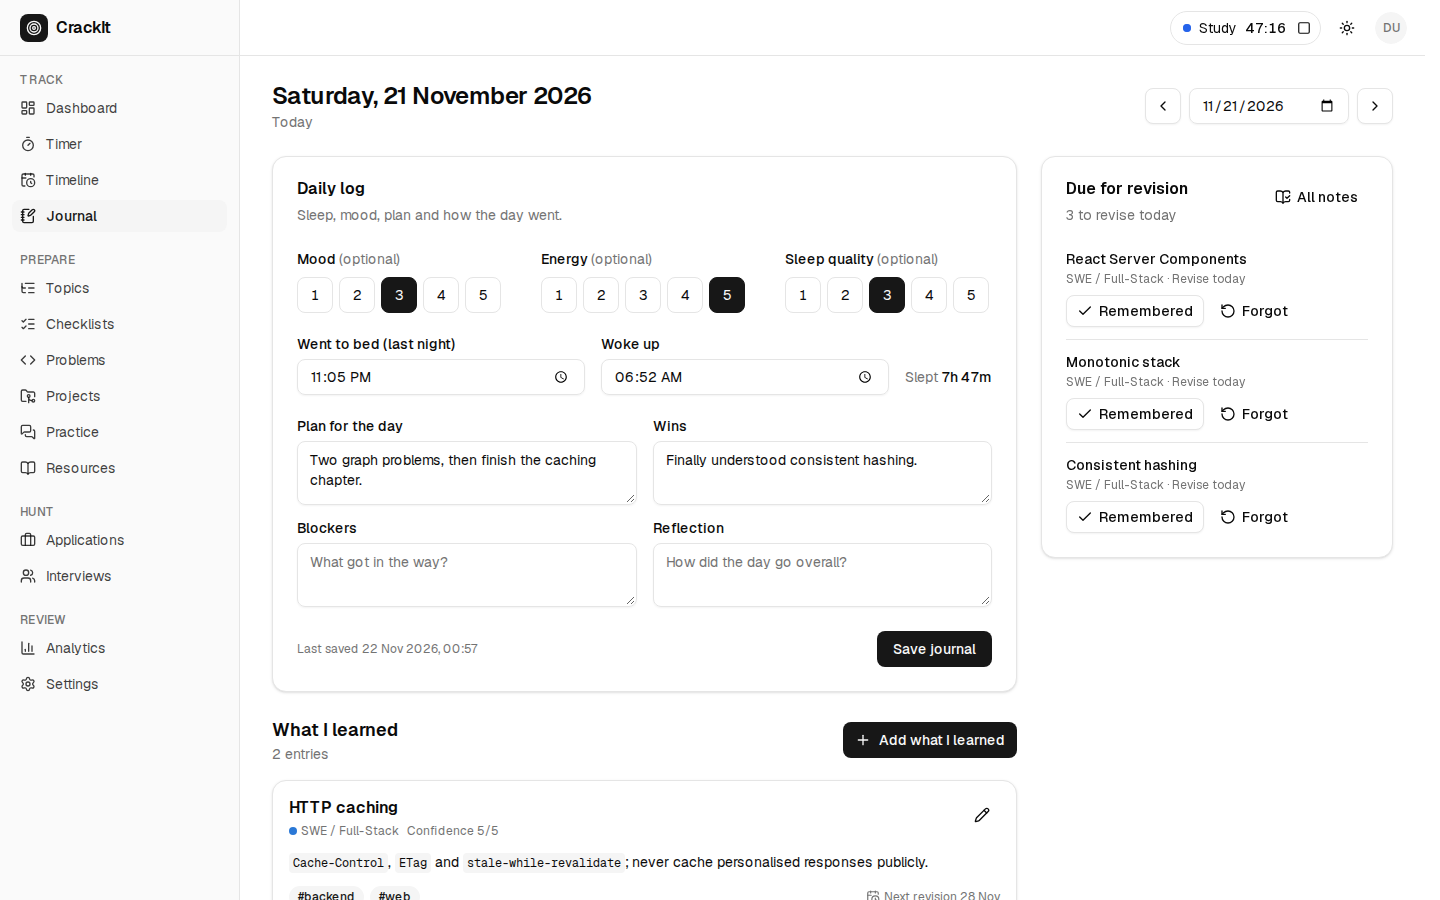 CrackIt
Study 47:16
DU
TRACK
Dashboard
Timer
Timeline
Journal
PREPARE
Topics
Checklists
Problems
Projects
Practice
Resources
HUNT
Applications
Interviews
REVIEW
Analytics
Settings
Saturday, 21 November 2026
Today
11/21/2026
Daily log
Sleep, mood, plan and how the day went.
Mood (optional)
1 2 3 4 5
Energy (optional)
1 2 3 4 5
Sleep quality (optional)
1 2 3 4 5
Went to bed (last night)
11:05 PM
Woke up
06:52 AM
Slept 7h 47m
Plan for the day
Two graph problems, then finish the caching
chapter.
Wins
Finally understood consistent hashing.
Blockers
What got in the way?
Reflection
How did the day go overall?
Last saved 22 Nov 2026, 00:57
Save journal
Due for revision
3 to revise today
All notes
React Server Components
SWE / Full-Stack · Revise today
Remembered Forgot
Monotonic stack
SWE / Full-Stack · Revise today
Remembered Forgot
Consistent hashing
SWE / Full-Stack · Revise today
Remembered Forgot
What I learned
2 entries
Add what I learned
HTTP caching
SWE / Full-Stack Confidence 5/5
Cache-Control, ETag and stale-while-revalidate; never cache personalised responses publicly.
#backend #web
Next revision 28 Nov